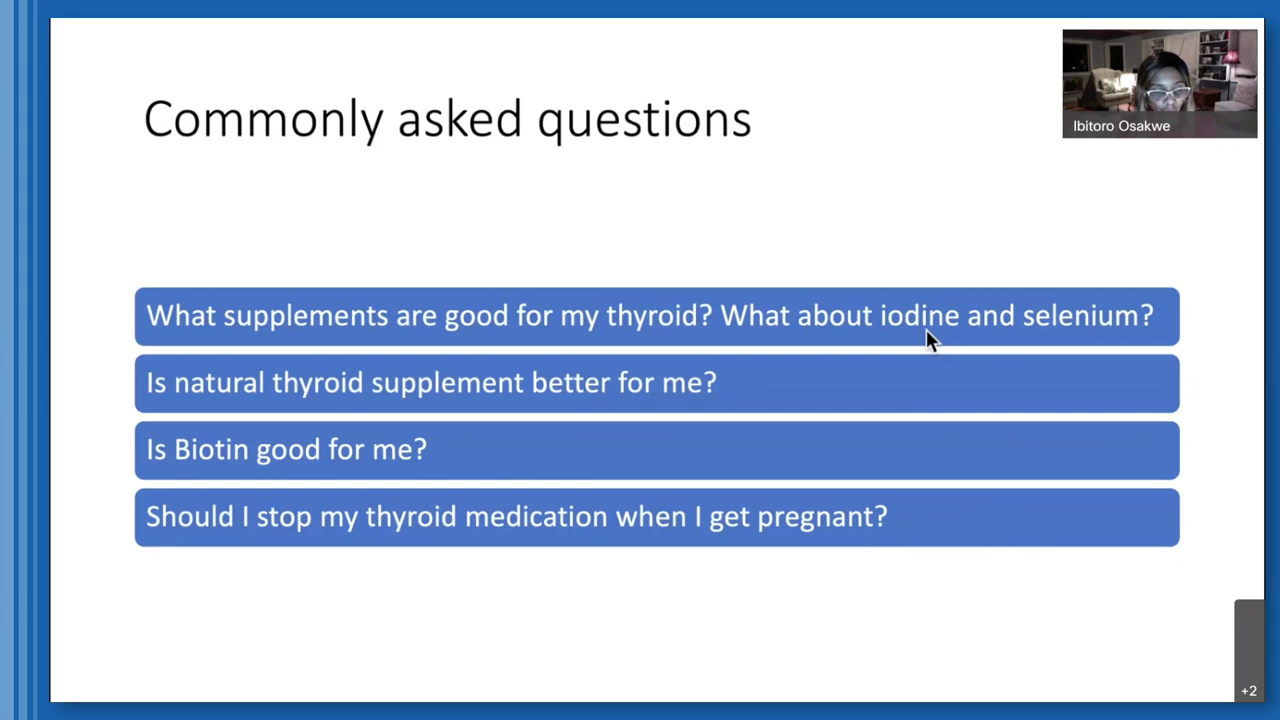 Commonly asked questions
Ibitoro Osakwe
What supplements are good for my thyroid? What about iodine and selenium?
Is natural thyroid supplement better for me?
Is Biotin good for me?
Should I stop my thyroid medication when I get pregnant?
+2